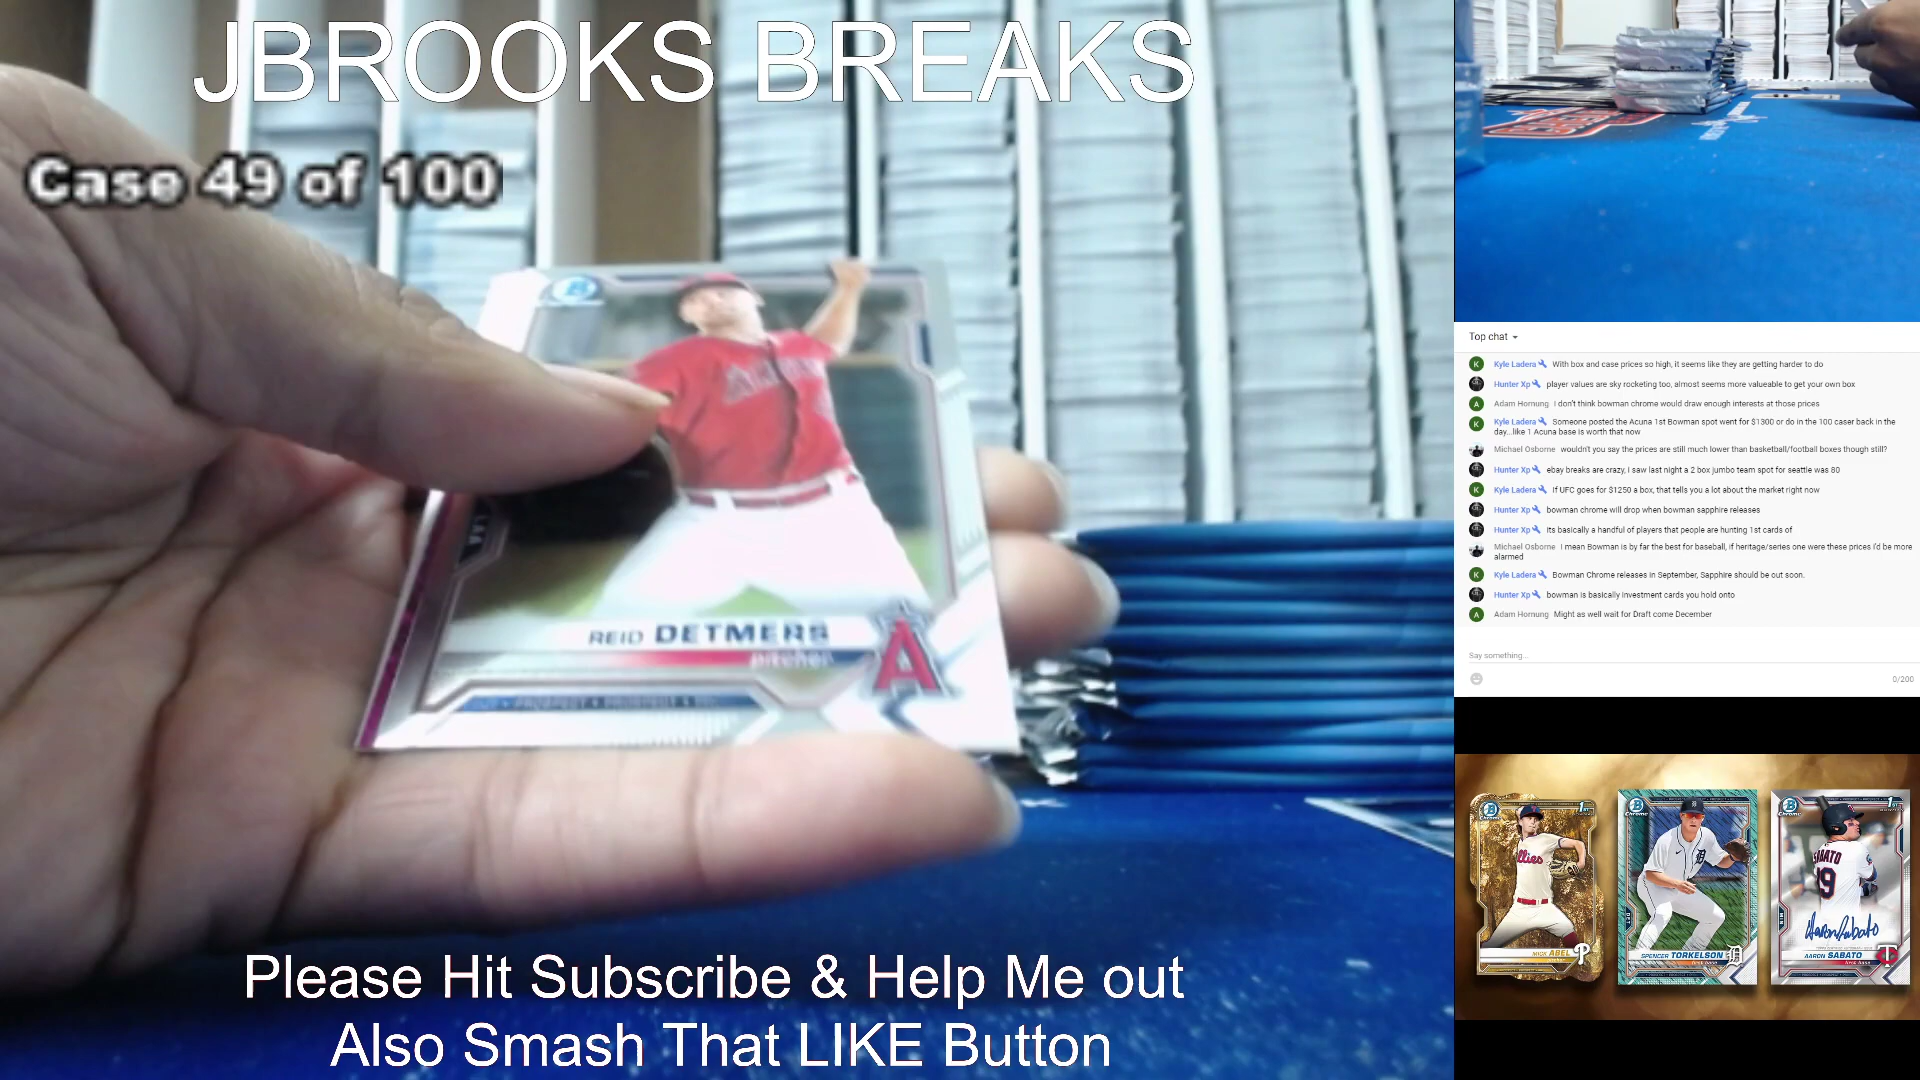 JBROOKS BREAKS
Case 49 of 100
REID DETMERS
pitcher
Please Hit Subscribe & Help Me out
Also Smash That LIKE Button
Top chat
K Kyle Ladera With box and case prices so high, it seems like they are getting harder to do
Hunter Xp player values are sky rocketing too, almost seems more valueable to get your own box
A Adam Hornung I don't think bowman chrome would draw enough interests at those prices
K Kyle Ladera Someone posted the Acuna 1st Bowman spot went for $1300 or do in the 100 caser back in the
day...like 1 Acuna base is worth that now
Michael Osborne wouldn't you say the prices are still much lower than basketball/football boxes though still?
Hunter Xp ebay breaks are crazy, I saw last night a 2 box jumbo team spot for seattle was 80
K Kyle Ladera If UFC goes for $1250 a box, that tells you a lot about the market right now
Hunter Xp bowman chrome will drop when bowman sapphire releases
Hunter Xp Its basically a handful of players that people are hunting 1st cards of
Michael Osborne I mean Bowman is by far the best for baseball, if heritage/series one were these prices I'd be more
alarmed
K Kyle Ladera Bowman Chrome releases in September, Sapphire should be out soon.
Hunter Xp bowman is basically investment cards you hold onto
A Adam Hornung Might as well wait for Draft come December
Say something...
0/200
MICK ABEL
SPENCER TORKELSON
first base
AARON SABATO
first base